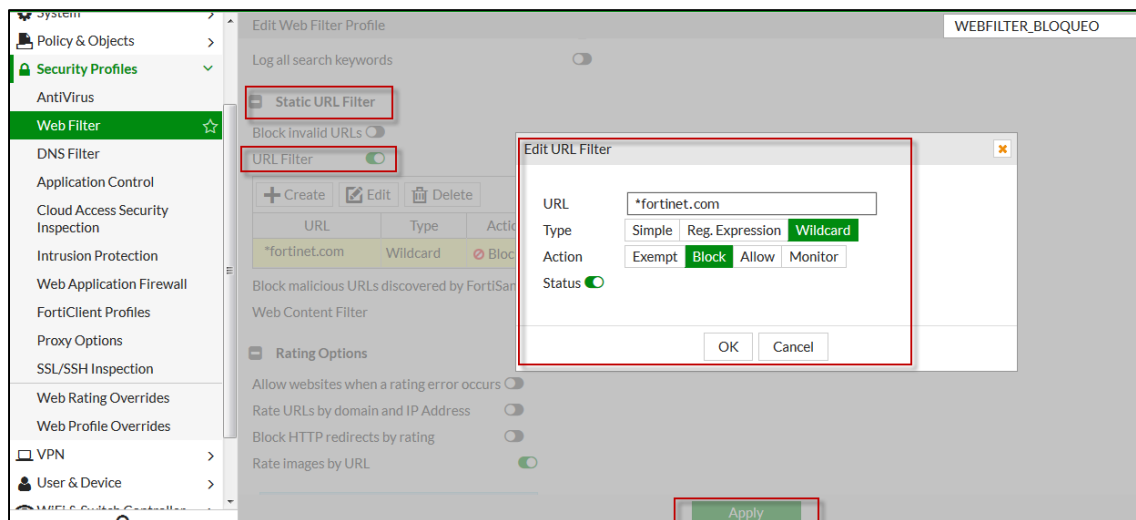 System
Policy & Objects
Security Profiles
AntiVirus
Web Filter
DNS Filter
Application Control
Cloud Access Security
Inspection
Intrusion Protection
Web Application Firewall
FortiClient Profiles
Proxy Options
SSL/SSH Inspection
Web Rating Overrides
Web Profile Overrides
VPN
User & Device
WiFi & Switch Controller
Edit Web Filter Profile
WEBFILTER_BLOQUEO
Log all search keywords
Static URL Filter
Block invalid URLs
URL Filter
Create Edit Delete
URL Type Actio
*fortinet.com Wildcard Bloc
Block malicious URLs discovered by FortiSan
Web Content Filter
Rating Options
Allow websites when a rating error occurs
Rate URLs by domain and IP Address
Block HTTP redirects by rating
Rate images by URL
Apply
Edit URL Filter
URL *fortinet.com
Type Simple Reg. Expression Wildcard
Action Exempt Block Allow Monitor
Status
OK Cancel